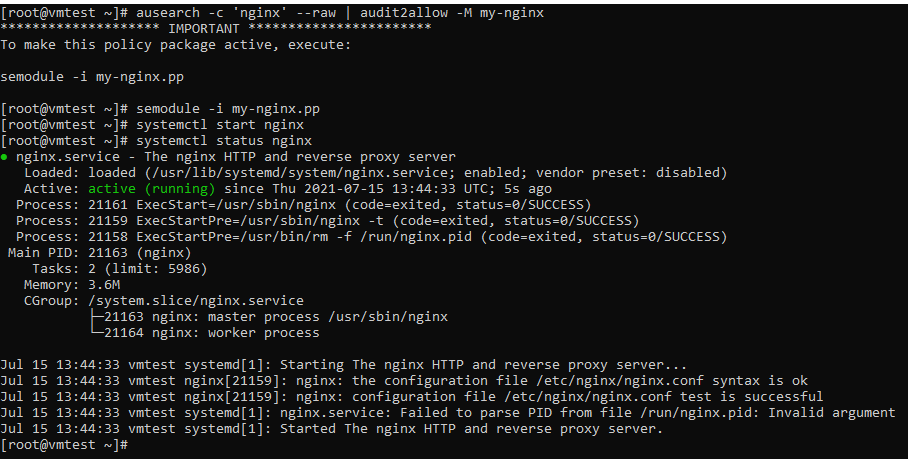 [root@vmtest ~]# ausearch -c 'nginx' --raw | audit2allow -M my-nginx
******************** IMPORTANT ***********************
To make this policy package active, execute:
semodule -i my-nginx.pp
[root@vmtest ~]# semodule -i my-nginx.pp
[root@vmtest ~]# systemctl start nginx
[root@vmtest ~]# systemctl status nginx
● nginx.service - The nginx HTTP and reverse proxy server
   Loaded: loaded (/usr/lib/systemd/system/nginx.service; enabled; vendor preset: disabled)
   Active: active (running) since Thu 2021-07-15 13:44:33 UTC; 5s ago
  Process: 21161 ExecStart=/usr/sbin/nginx (code=exited, status=0/SUCCESS)
  Process: 21159 ExecStartPre=/usr/sbin/nginx -t (code=exited, status=0/SUCCESS)
  Process: 21158 ExecStartPre=/usr/bin/rm -f /run/nginx.pid (code=exited, status=0/SUCCESS)
 Main PID: 21163 (nginx)
    Tasks: 2 (limit: 5986)
   Memory: 3.6M
   CGroup: /system.slice/nginx.service
           ├─21163 nginx: master process /usr/sbin/nginx
           └─21164 nginx: worker process
Jul 15 13:44:33 vmtest systemd[1]: Starting The nginx HTTP and reverse proxy server...
Jul 15 13:44:33 vmtest nginx[21159]: nginx: the configuration file /etc/nginx/nginx.conf syntax is ok
Jul 15 13:44:33 vmtest nginx[21159]: nginx: configuration file /etc/nginx/nginx.conf test is successful
Jul 15 13:44:33 vmtest systemd[1]: nginx.service: Failed to parse PID from file /run/nginx.pid: Invalid argument
Jul 15 13:44:33 vmtest systemd[1]: Started The nginx HTTP and reverse proxy server.
[root@vmtest ~]#